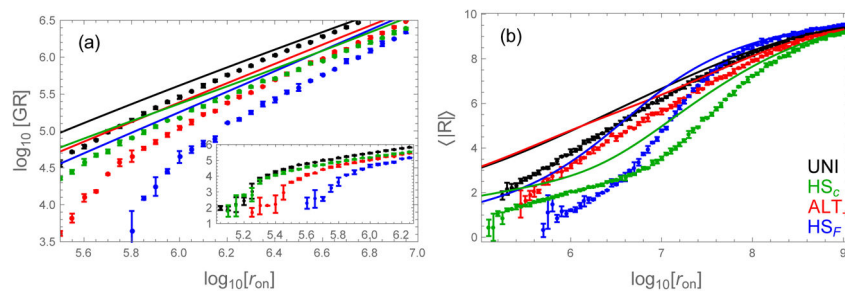 (a)
log10[GR]
6.5
6.0
5.5
5.0
4.5
4.0
3.5
5.6 5.8 6.0 6.2 6.4 6.6 6.8 7.0
log10[ron]
6
5
4
3
2
1
5.2 5.4 5.6 5.8 6.0 6.2
(b)
⟨|R|⟩
10
8
6
4
2
0
6 7 8 9
log10[ron]
UNI
HSc
ALT-
HSF